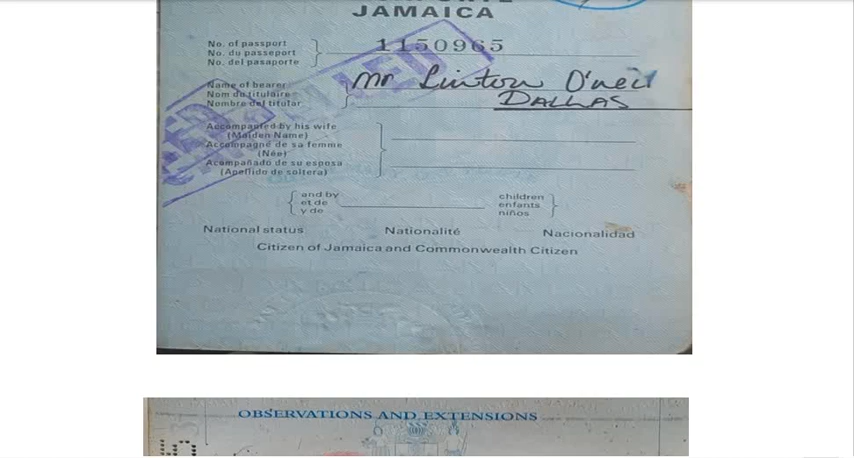 JAMAICA
No. of passport
No. du passeport
No. del pasaporte
1150965
Name of bearer
Nom du titulaire
Nombre del titular
Mr Linton O'neil
DALLAS
Accompanied by his wife
(Maiden Name)
Accompagné de sa femme
(Née)
Acompañado de su esposa
(Apellido de soltera)
and by
et de
y de
children
enfants
niños
National status Nationalité Nacionalidad
Citizen of Jamaica and Commonwealth Citizen
OBSERVATIONS AND EXTENSIONS